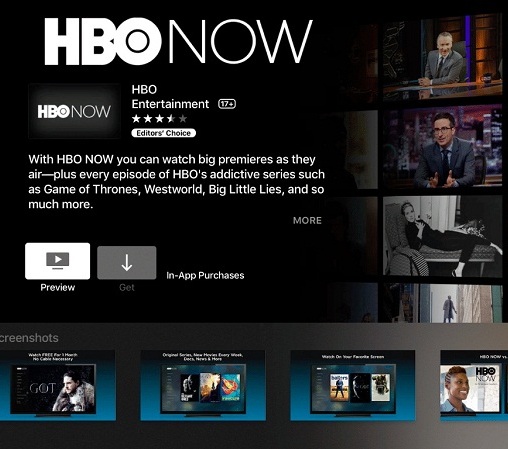 HBO NOW
HBO
Entertainment 17+
HBO NOW
Editors' Choice
With HBO NOW you can watch big premieres as they
air—plus every episode of HBO's addictive series such
as Game of Thrones, Westworld, Big Little Lies, and so
much more.
MORE
Preview
Get
In-App Purchases
creenshots
Watch FREE For 1 Month
No Cable Necessary
GOT
Original Series, New Movies Every Week,
Docs, News & More
Watch On Your Favorite Screen
ballers
HBO NOW vs.
HBO
NOW